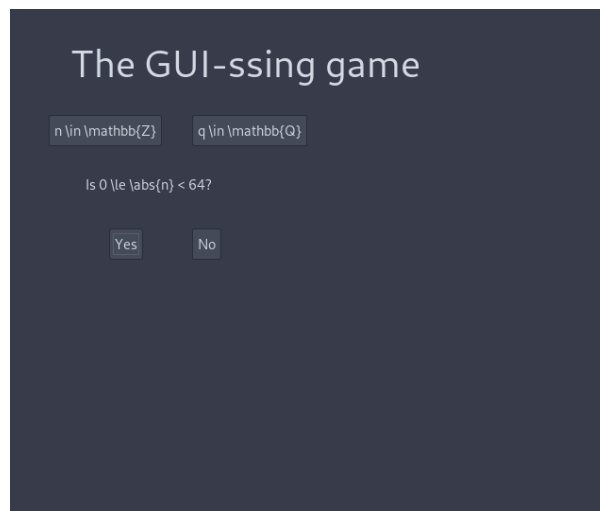 The GUI-ssing game
n \in \mathbb{Z} q \in \mathbb{Q}
Is 0 \le \abs{n} < 64?
Yes No